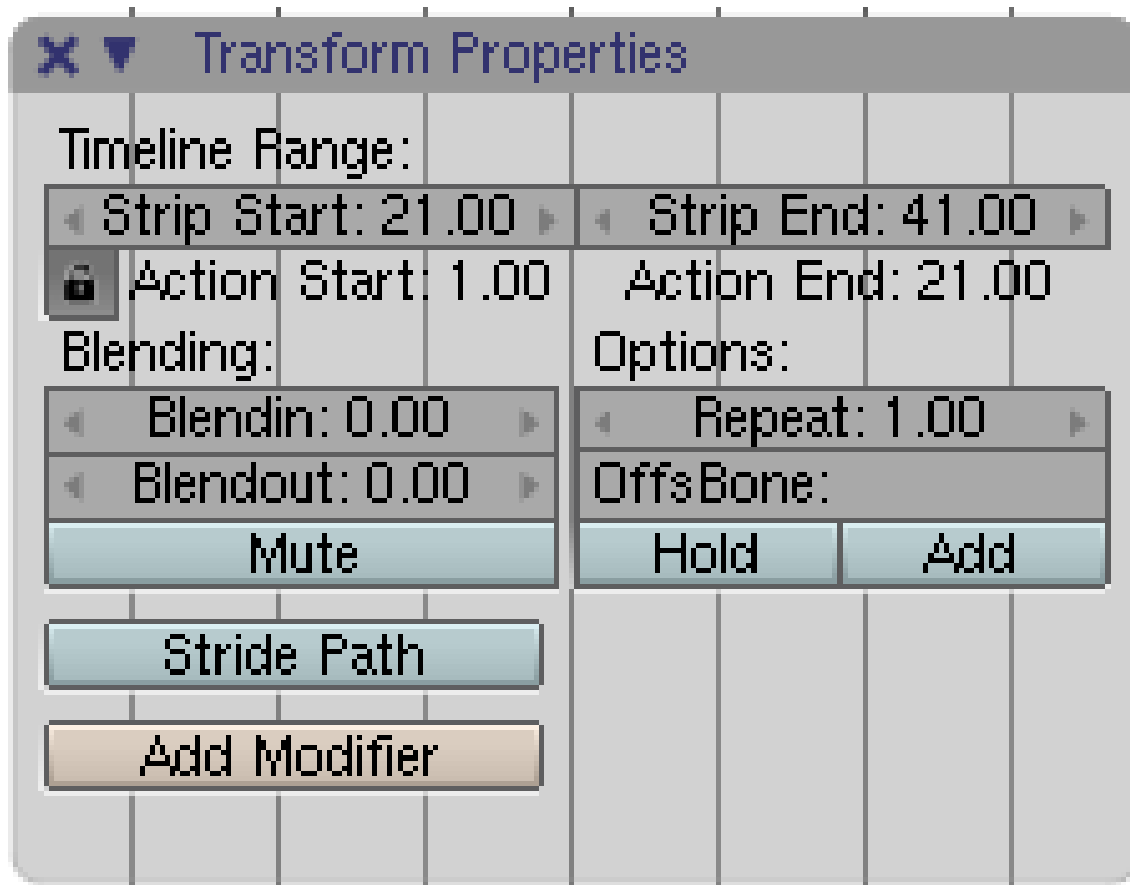 Transform Properties
Timeline Range:
Strip Start: 21.00 Strip End: 41.00
Action Start: 1.00 Action End: 21.00
Blending: Options:
Blendin: 0.00 Repeat: 1.00
Blendout: 0.00 OffsBone:
Mute Hold Add
Stride Path
Add Modifier